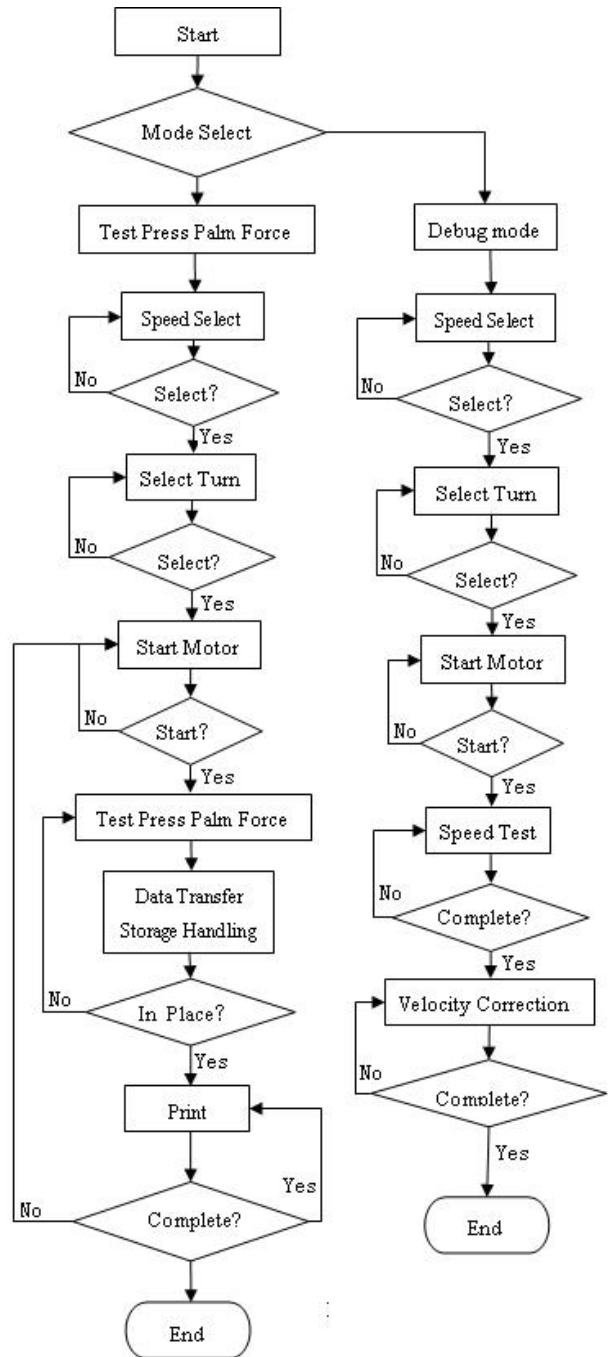 Start
Mode Select
Test Press Palm Force
Speed Select
No
Select?
Yes
Select Turn
No
Select?
Yes
Start Motor
No
Start?
Yes
Test Press Palm Force
Data Transfer
Storage Handling
No
In Place?
Yes
Print
Yes
No
Complete?
End
Debug mode
Speed Select
No
Select?
Yes
Select Turn
No
Select?
Yes
Start Motor
No
Start?
Yes
Speed Test
No
Complete?
Yes
Velocity Correction
No
Complete?
Yes
End